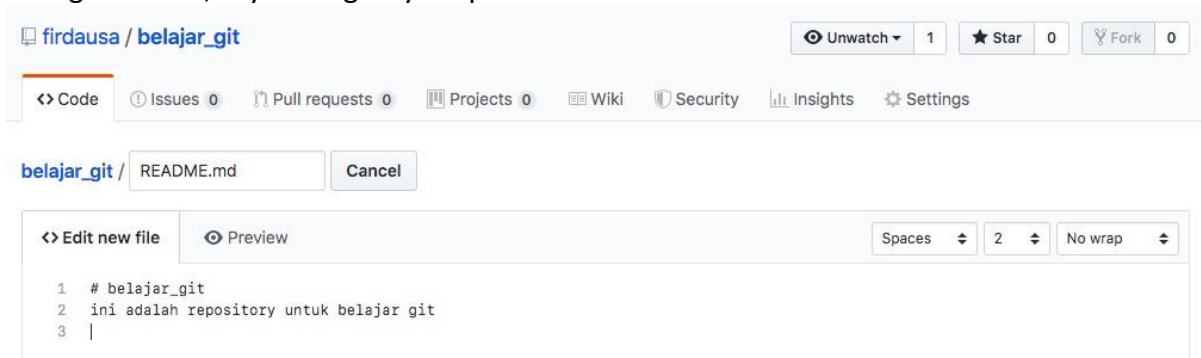 firdausa / belajar_git Unwatch 1 Star 0 Fork 0
Code Issues 0 Pull requests 0 Projects 0 Wiki Security Insights Settings
belajar_git / README.md Cancel
<> Edit new file Preview Spaces 2 No wrap
1 # belajar_git
2 ini adalah repository untuk belajar git
3